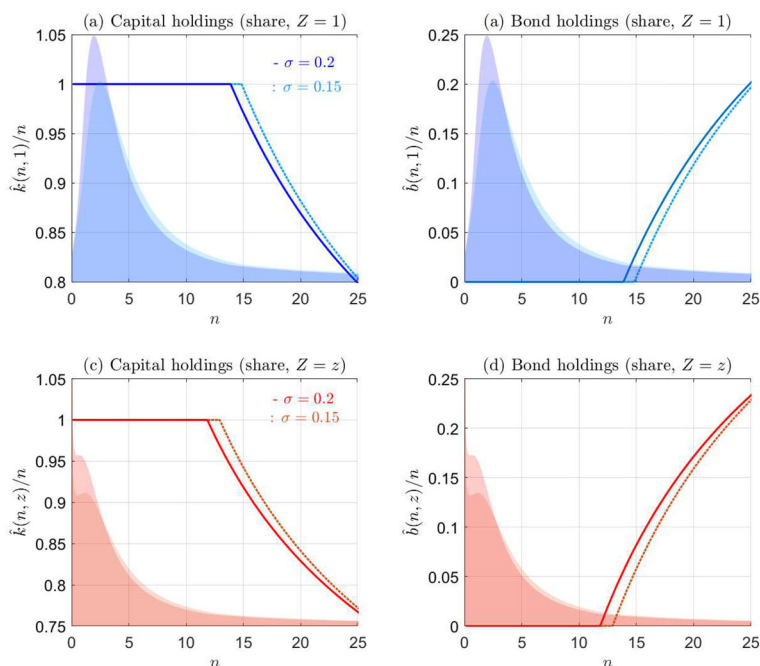 (a) Capital holdings (share, Z = 1)
1.05
1
0.95
0.9
0.85
0.8
k̂(n, 1)/n
- σ = 0.2
: σ = 0.15
0 5 10 15 20 25
n
(a) Bond holdings (share, Z = 1)
0.25
0.20
0.15
0.1
0.05
0
b̂(n, 1)/n
0 5 10 15 20 25
n
(c) Capital holdings (share, Z = z)
1.05
1
0.95
0.9
0.85
0.8
0.75
k̂(n, z)/n
- σ = 0.2
: σ = 0.15
0 5 10 15 20 25
n
(d) Bond holdings (share, Z = z)
0.25
0.2
0.15
0.1
0.05
0
b̂(n, z)/n
0 5 10 15 20 25
n